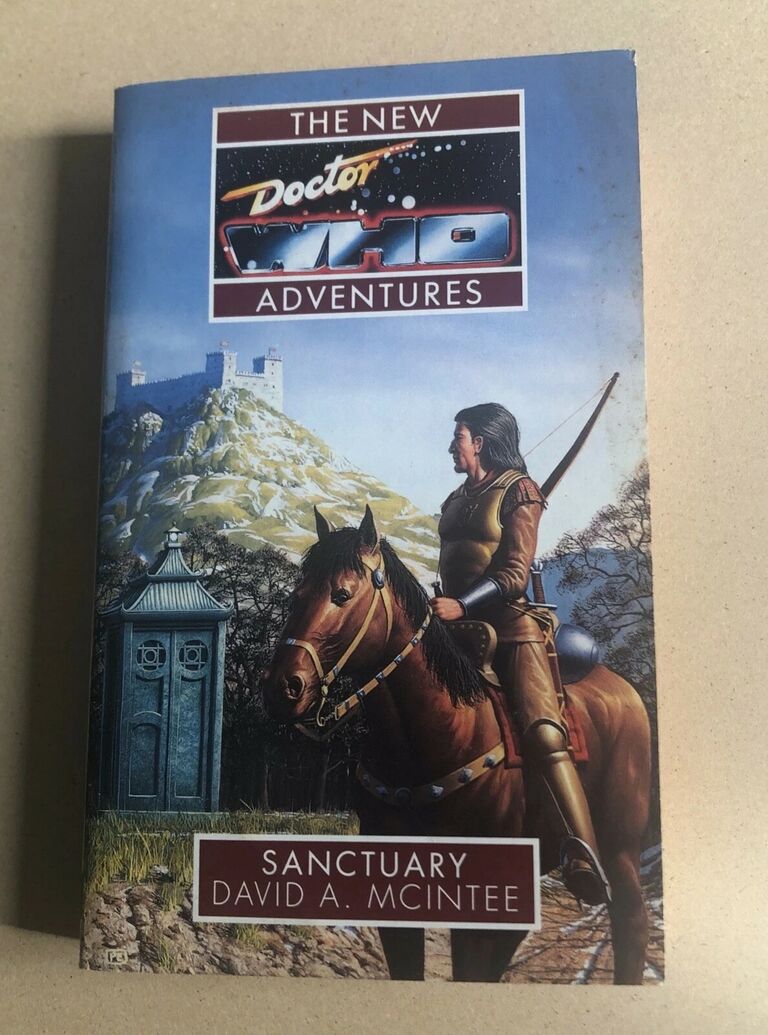 THE NEW
Doctor
WHO
ADVENTURES
SANCTUARY
DAVID A. MCINTEE